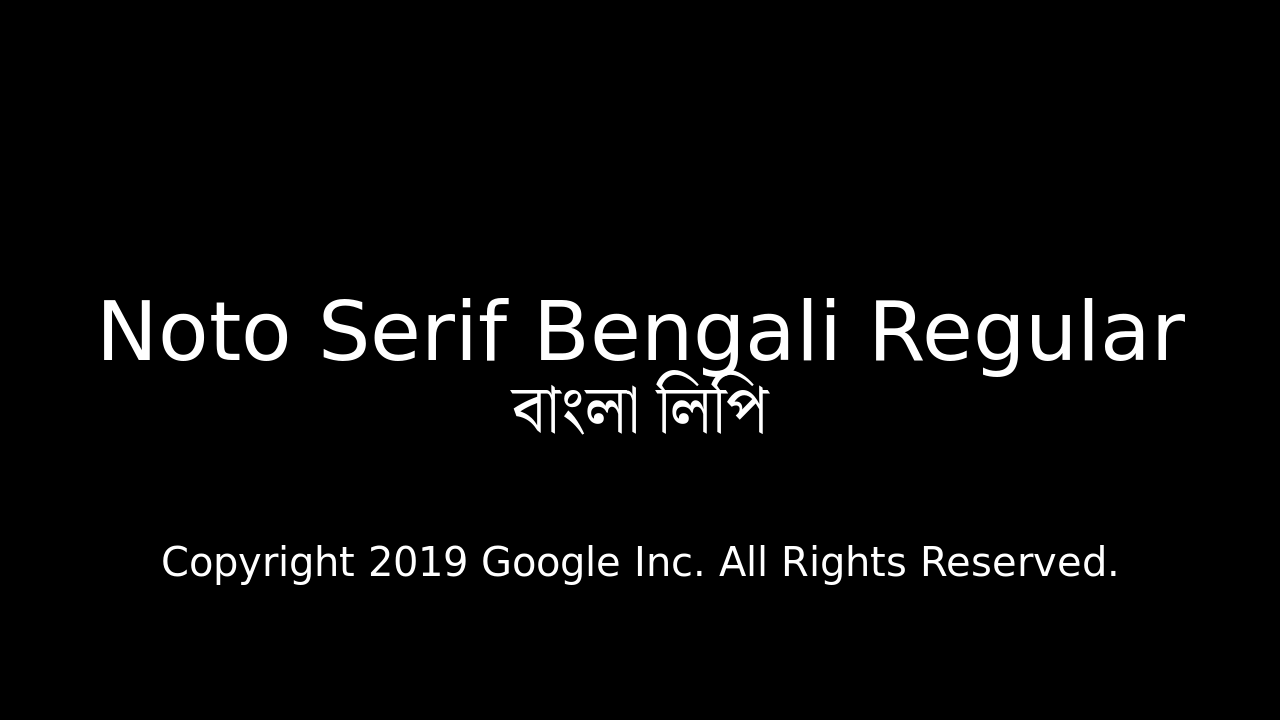 Noto Serif Bengali Regular
বাংলা লিপি
Copyright 2019 Google Inc. All Rights Reserved.